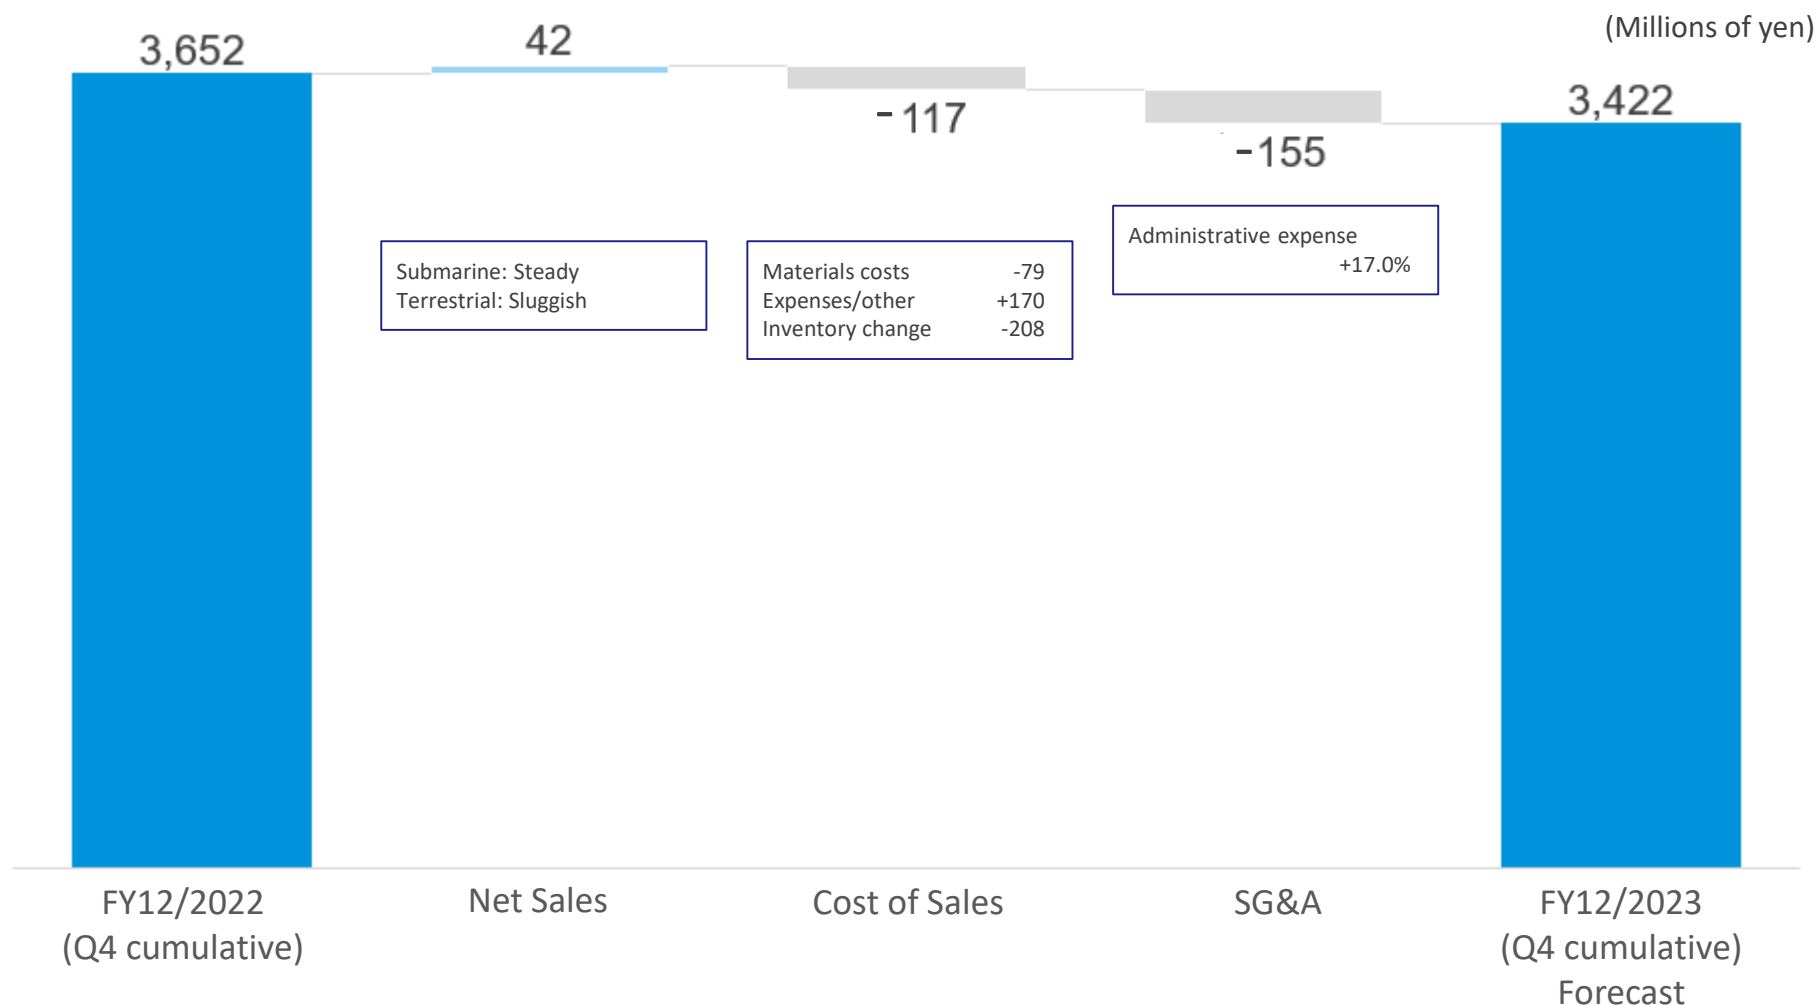 (Millions of yen)
3,652
42
-117
-155
3,422
Submarine: Steady
Terrestrial: Sluggish
Materials costs -79
Expenses/other +170
Inventory change -208
Administrative expense
+17.0%
FY12/2022
(Q4 cumulative)
Net Sales
Cost of Sales
SG&A
FY12/2023
(Q4 cumulative)
Forecast